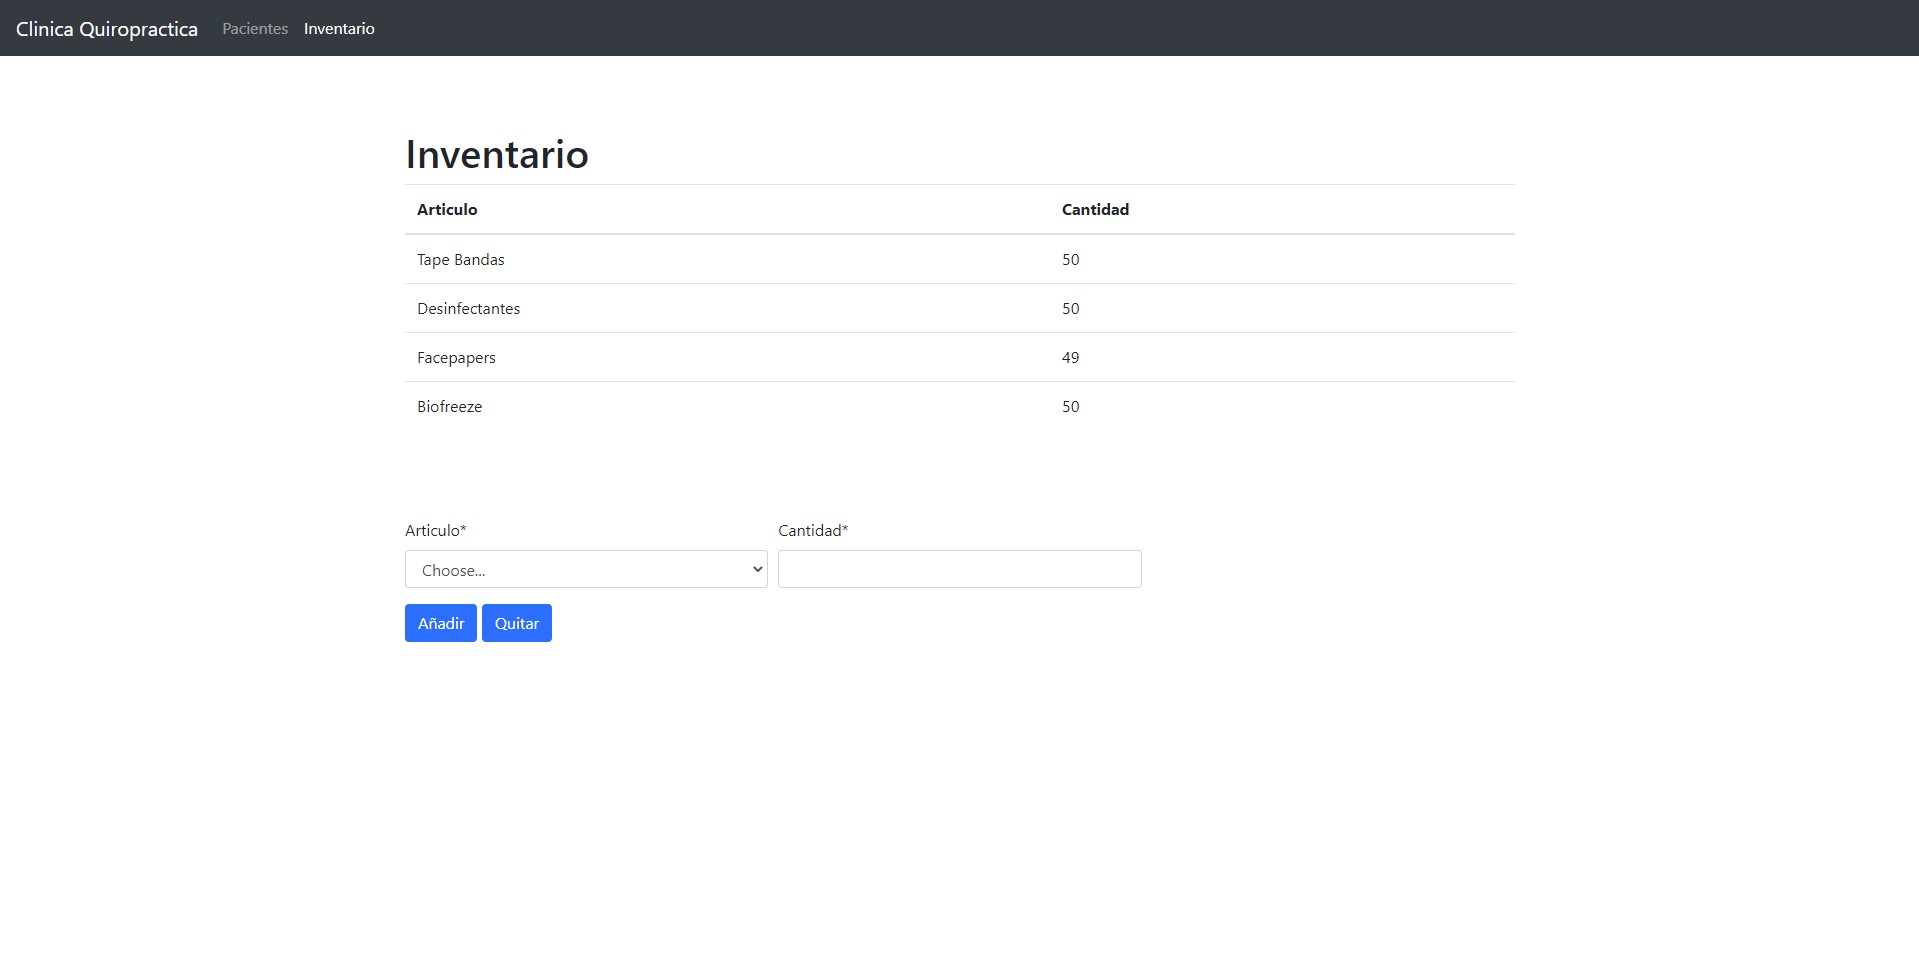 Clinica Quiropractica Pacientes Inventario
Inventario
Articulo Cantidad
Tape Bandas 50
Desinfectantes 50
Facepapers 49
Biofreeze 50
Articulo* Cantidad*
Choose...
Añadir Quitar